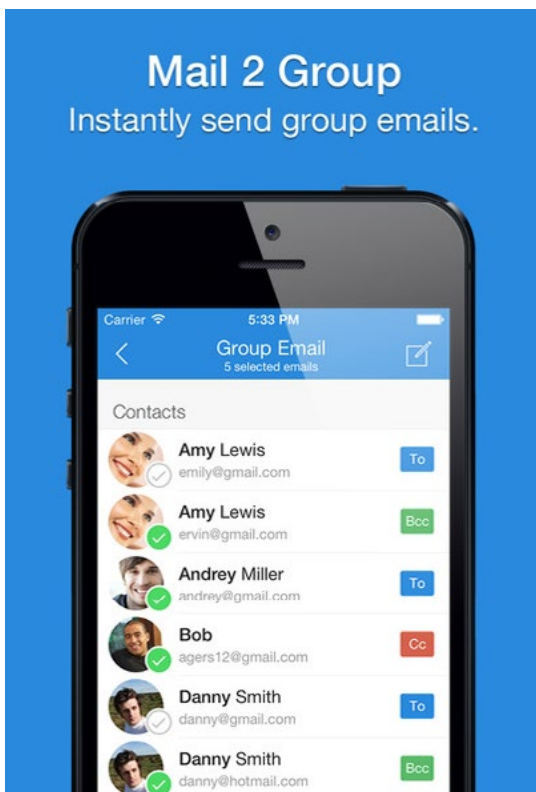 Mail 2 Group
Instantly send group emails.
Carrier 5:33 PM
Group Email
5 selected emails
Contacts
Amy Lewis
emily@gmail.com
To
Amy Lewis
ervin@gmail.com
Bcc
Andrey Miller
andrey@gmail.com
To
Bob
agers12@gmail.com
Cc
Danny Smith
danny@gmail.com
To
Danny Smith
danny@hotmail.com
Bcc